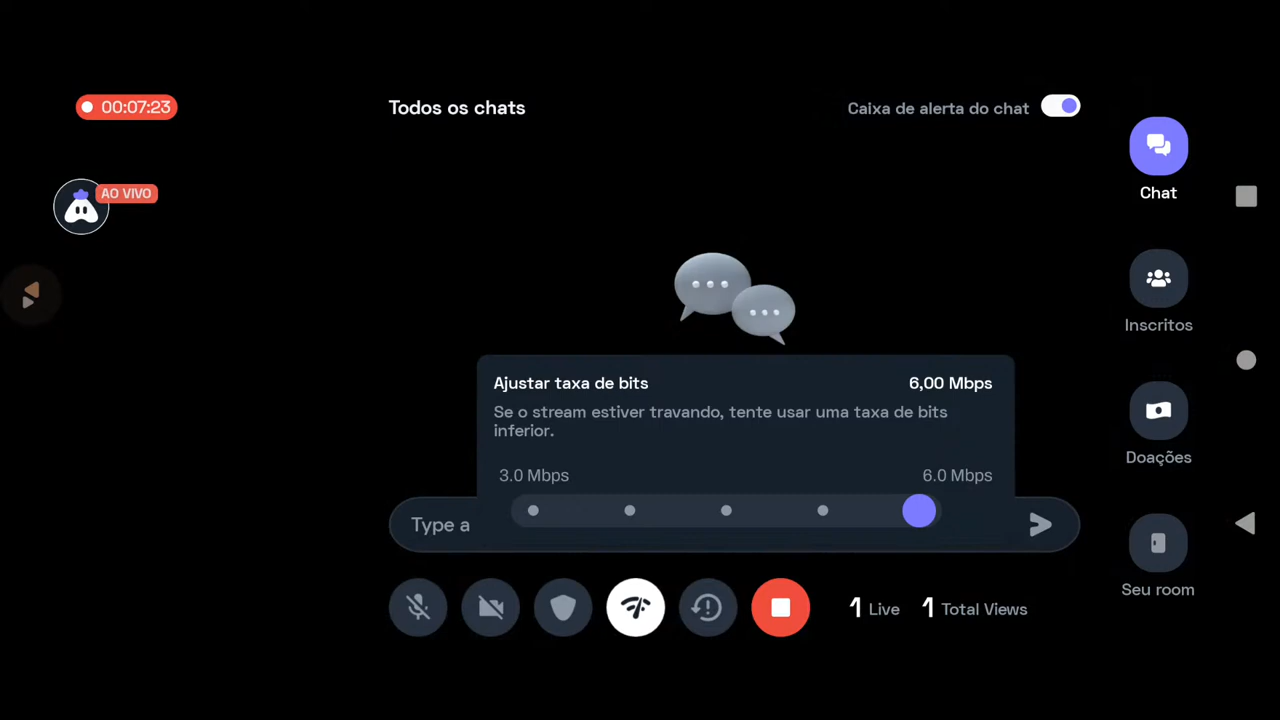 00:07:23
Todos os chats
Caixa de alerta do chat
AO VIVO
Chat
Inscritos
Ajustar taxa de bits
6,00 Mbps
Se o stream estiver travando, tente usar uma taxa de bits
inferior.
3.0 Mbps
6.0 Mbps
Doações
Type a
Seu room
1 Live
1 Total Views